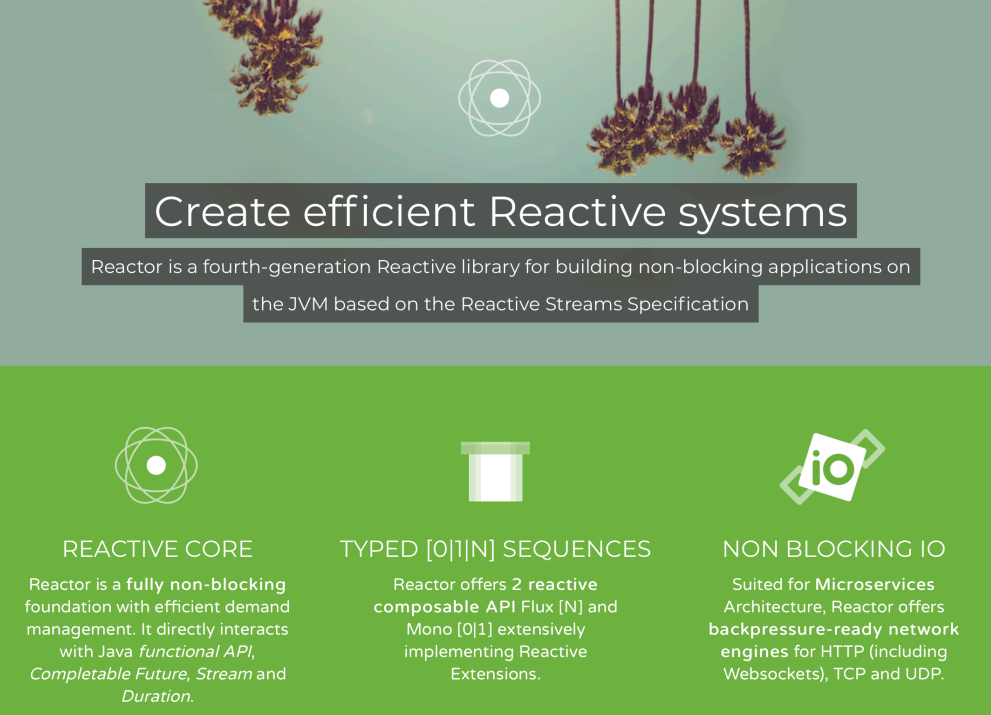 Create efficient Reactive systems
Reactor is a fourth-generation Reactive library for building non-blocking applications on
the JVM based on the Reactive Streams Specification
iO
REACTIVE CORE
Reactor is a fully non-blocking
foundation with efficient demand
management. It directly interacts
with Java functional API,
Completable Future, Stream and
Duration.
TYPED [0|1|N] SEQUENCES
Reactor offers 2 reactive
composable API Flux [N] and
Mono [0|1] extensively
implementing Reactive
Extensions.
NON BLOCKING IO
Suited for Microservices
Architecture, Reactor offers
backpressure-ready network
engines for HTTP (including
Websockets), TCP and UDP.